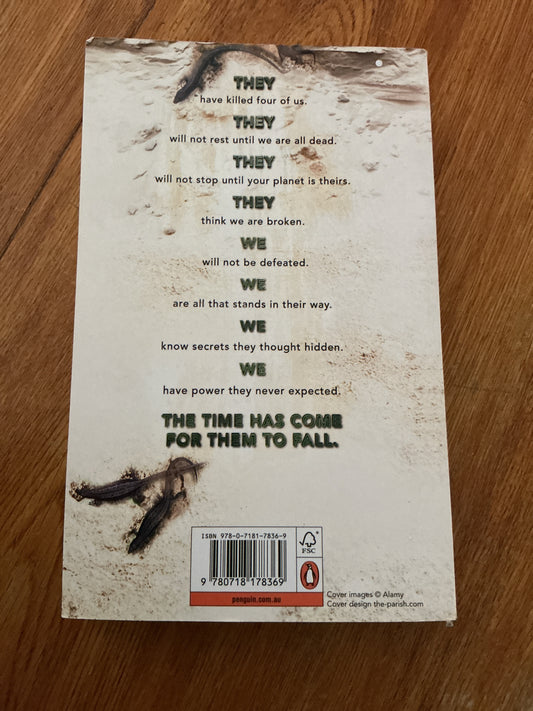 THEY
have killed four of us.
THEY
will not rest until we are all dead.
THEY
will not stop until your planet is theirs.
THEY
think we are broken.
WE
will not be defeated.
WE
are all that stands in their way.
WE
know secrets they thought hidden.
WE
have power they never expected.
THE TIME HAS COME
FOR THEM TO FALL.
ISBN 978-0-7181-7836-9
9 780718 178369
penguin.com.au
FSC
Cover images © Alamy
Cover design the-parish.com